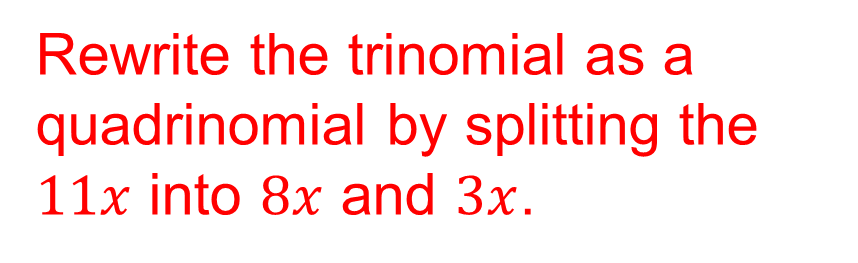 Rewrite the trinomial as a
quadrinomial by splitting the
11𝑥 into 8𝑥 and 3𝑥.